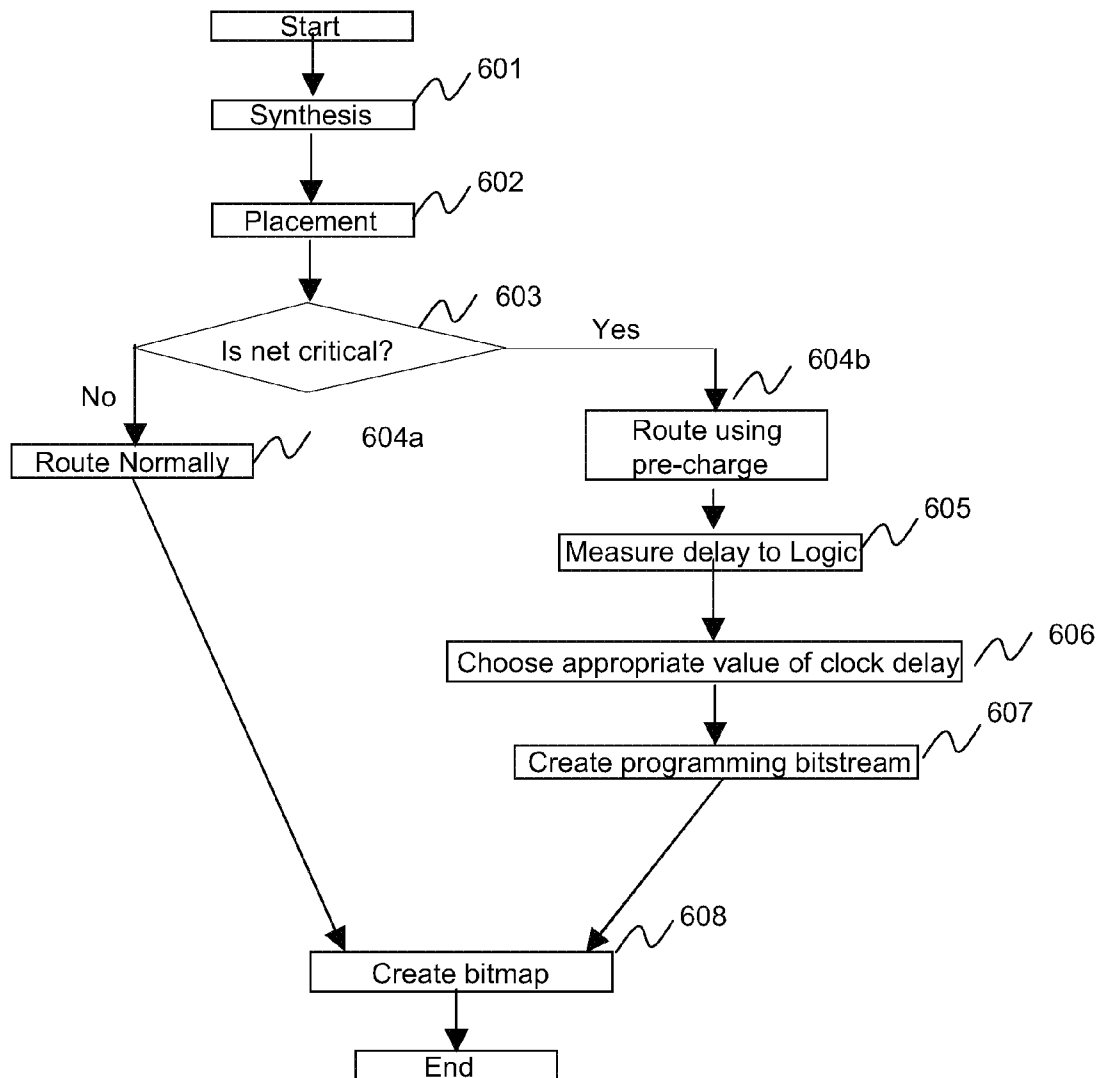 Start
601
Synthesis
602
Placement
603
Is net critical?
Yes
No
604b
604a
Route using
pre-charge
Route Normally
605
Measure delay to Logic
606
Choose appropriate value of clock delay
607
Create programming bitstream
608
Create bitmap
End